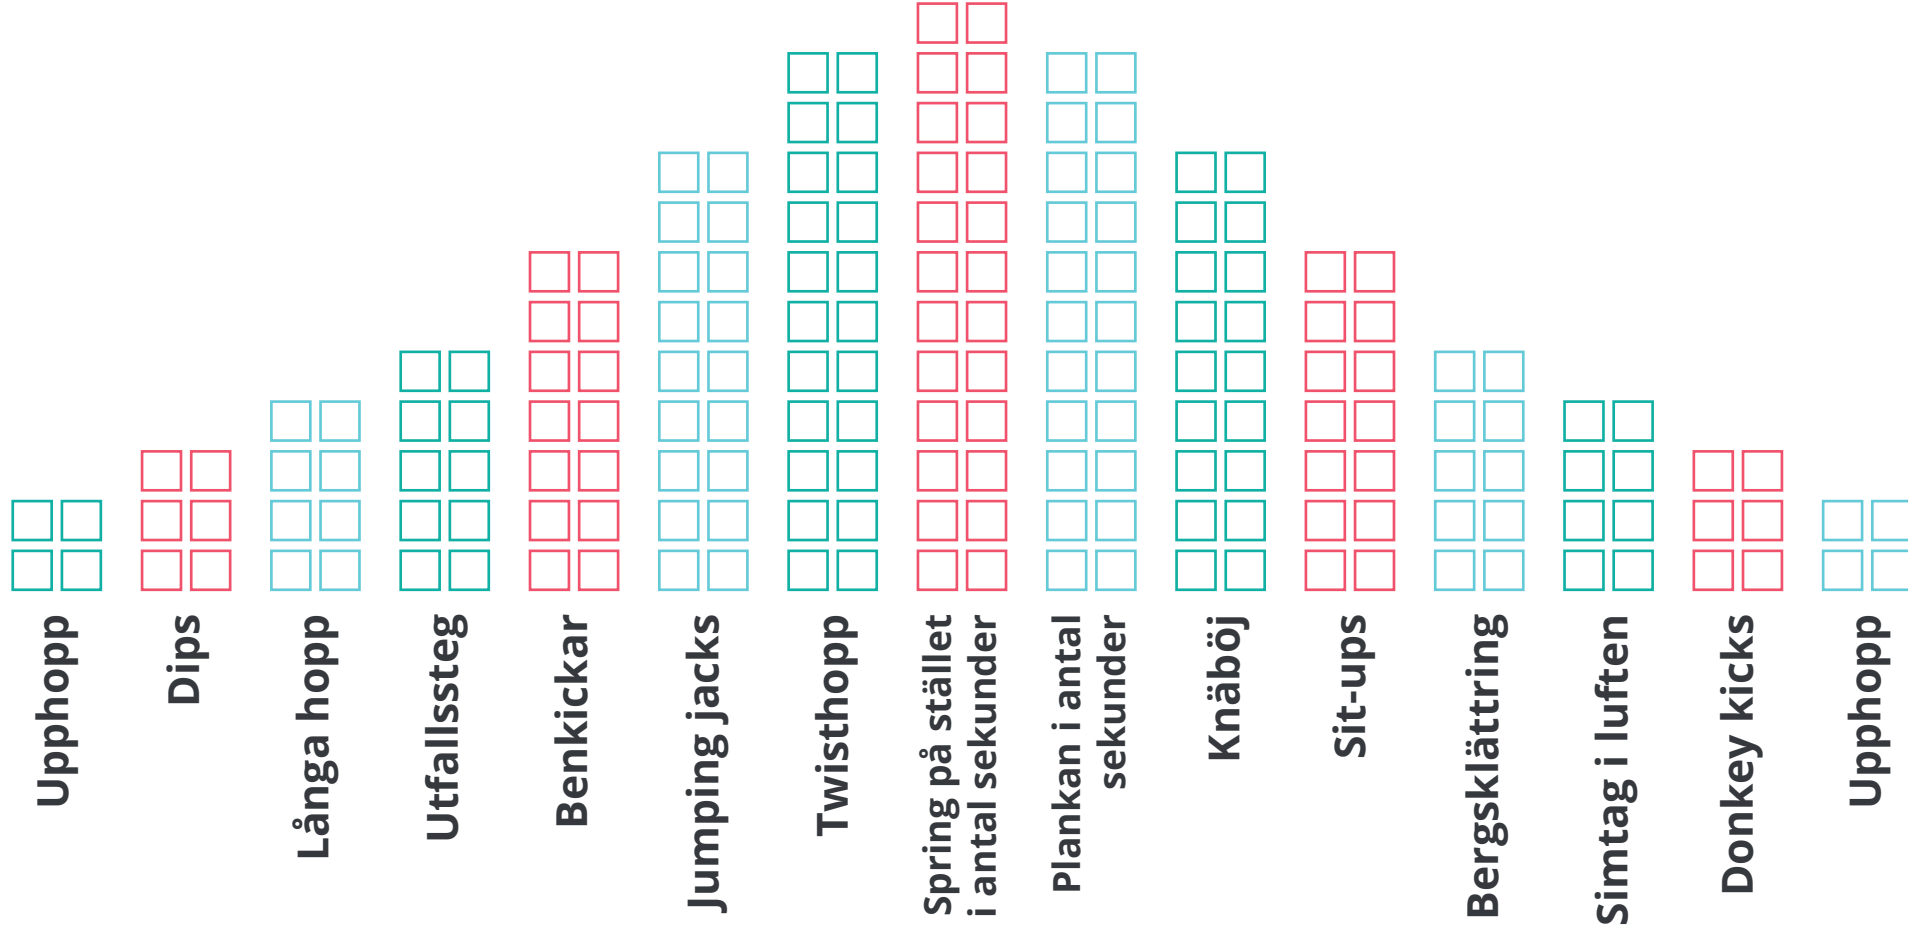 Upphopp
Dips
Långa hopp
Utfallssteg
Benkickar
Jumping jacks
Twisthopp
Spring på stället
i antal sekunder
Plankan i antal
sekunder
Knäböj
Sit-ups
Bergsklättring
Simtag i luften
Donkey kicks
Upphopp